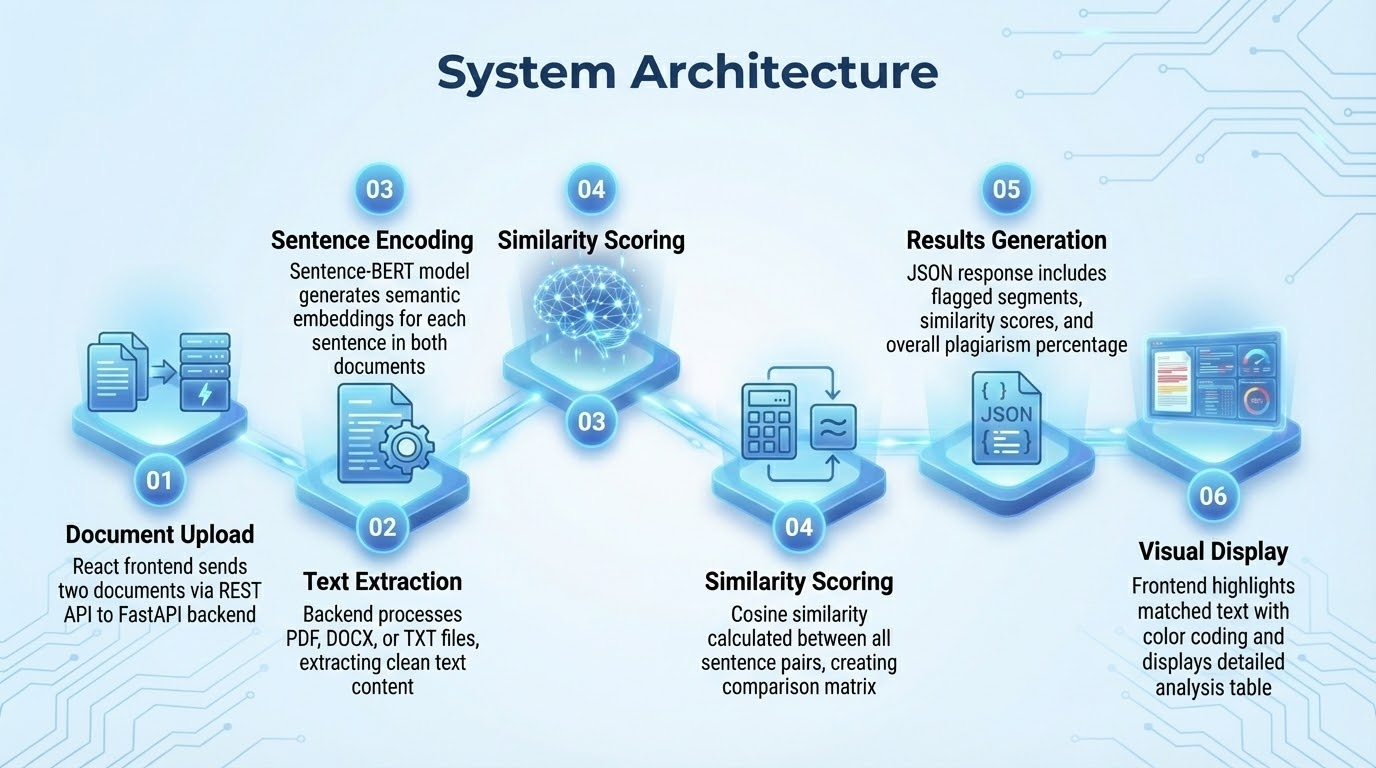 System Architecture
03
Sentence Encoding
Sentence-BERT model
generates semantic
embeddings for each
sentence in both
documents
04
Similarity Scoring
05
Results Generation
JSON response includes
flagged segments,
similarity scores, and
overall plagiarism percentage
01
Document Upload
React frontend sends
two documents via REST
API to FastAPI backend
02
Text Extraction
Backend processes
PDF, DOCX, or TXT files,
extracting clean text
content
03
04
Similarity Scoring
Cosine similarity
calculated between all
sentence pairs, creating
comparison matrix
{ }
JSON
06
Visual Display
Frontend highlights
matched text with
color coding and
displays detailed
analysis table